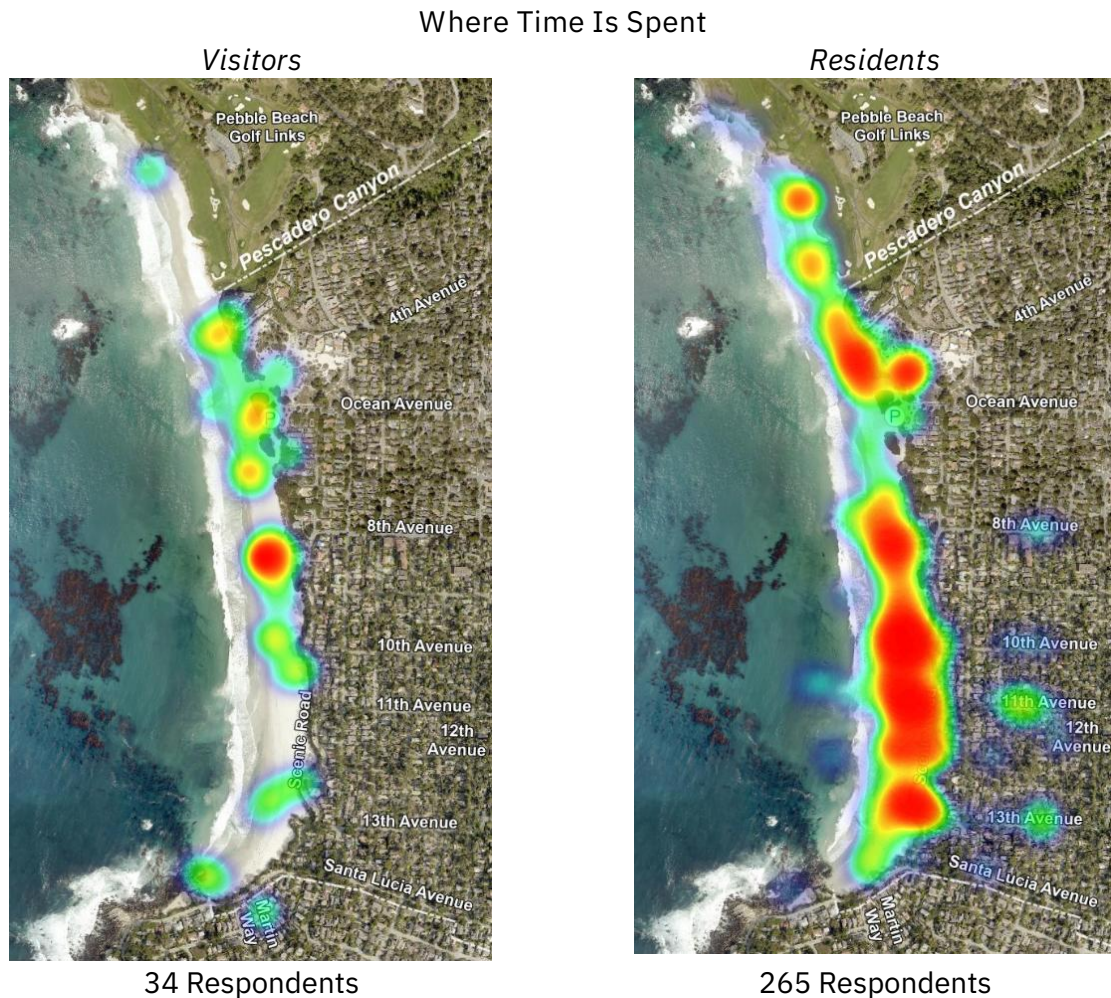 Where Time Is Spent
Visitors
Residents
Pebble Beach
Golf Links
Pescadero Canyon
4th Avenue
Ocean Avenue
P
8th Avenue
10th Avenue
11th Avenue
12th
Avenue
Scenic Road
13th Avenue
Santa Lucia Avenue
Martin
Way
Pebble Beach
Golf Links
Pescadero Canyon
4th Avenue
Ocean Avenue
P
8th Avenue
10th Avenue
11th Avenue
12th
Avenue
13th Avenue
Santa Lucia Avenue
Martin
Way
34 Respondents
265 Respondents